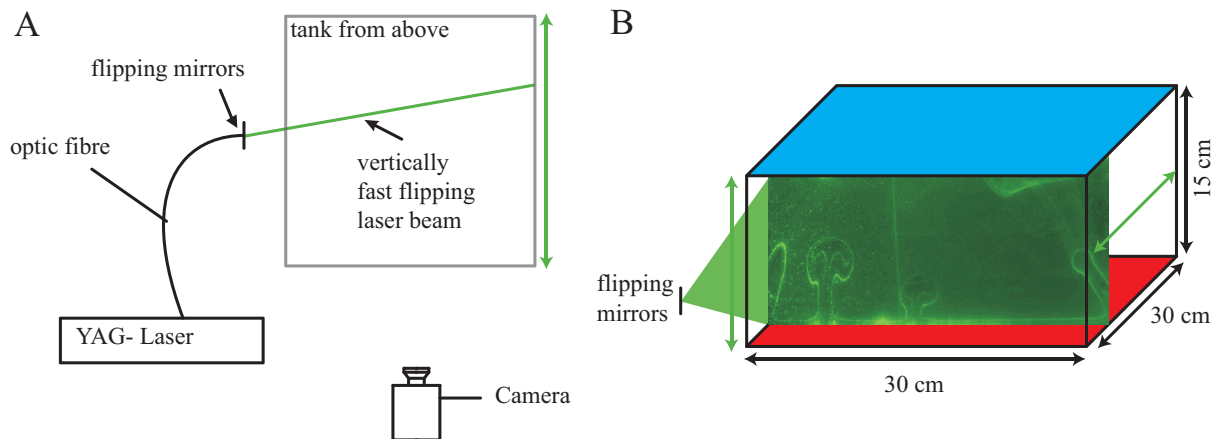 A
tank from above
flipping
mirrors
optic fibre
vertically
fast flipping
laser beam
YAG- Laser
Camera
B
15 cm
flipping
mirrors
30 cm
30 cm